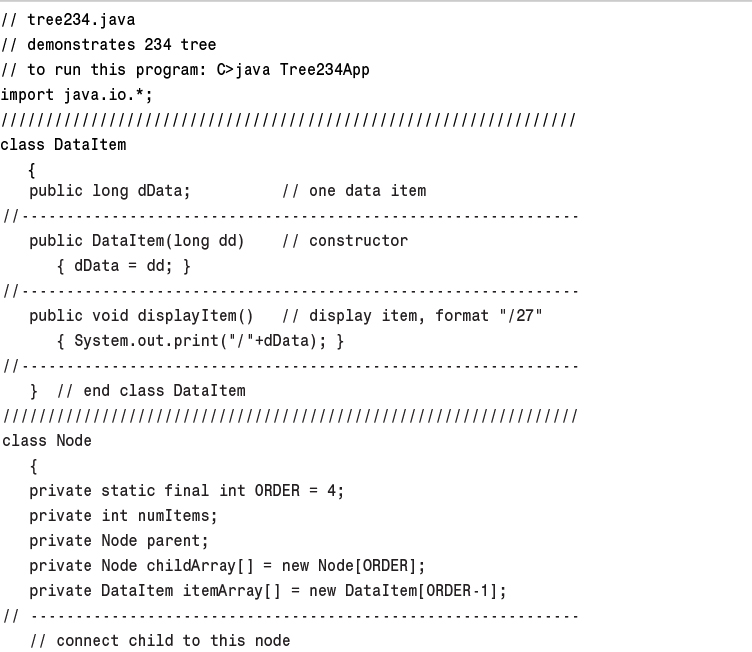 // tree234.java
// demonstrates 234 tree
// to run this program: C>java Tree234App
import java.io.*;
////////////////////////////////////////////////////////////////
class DataItem
   {
   public long dData;          // one data item
//--------------------------------------------------------------
   public DataItem(long dd)    // constructor
      { dData = dd; }
//--------------------------------------------------------------
   public void displayItem()   // display item, format "/27"
      { System.out.print("/"+dData); }
//--------------------------------------------------------------
   }  // end class DataItem
////////////////////////////////////////////////////////////////
class Node
   {
   private static final int ORDER = 4;
   private int numItems;
   private Node parent;
   private Node childArray[] = new Node[ORDER];
   private DataItem itemArray[] = new DataItem[ORDER-1];
// -------------------------------------------------------------
   // connect child to this node